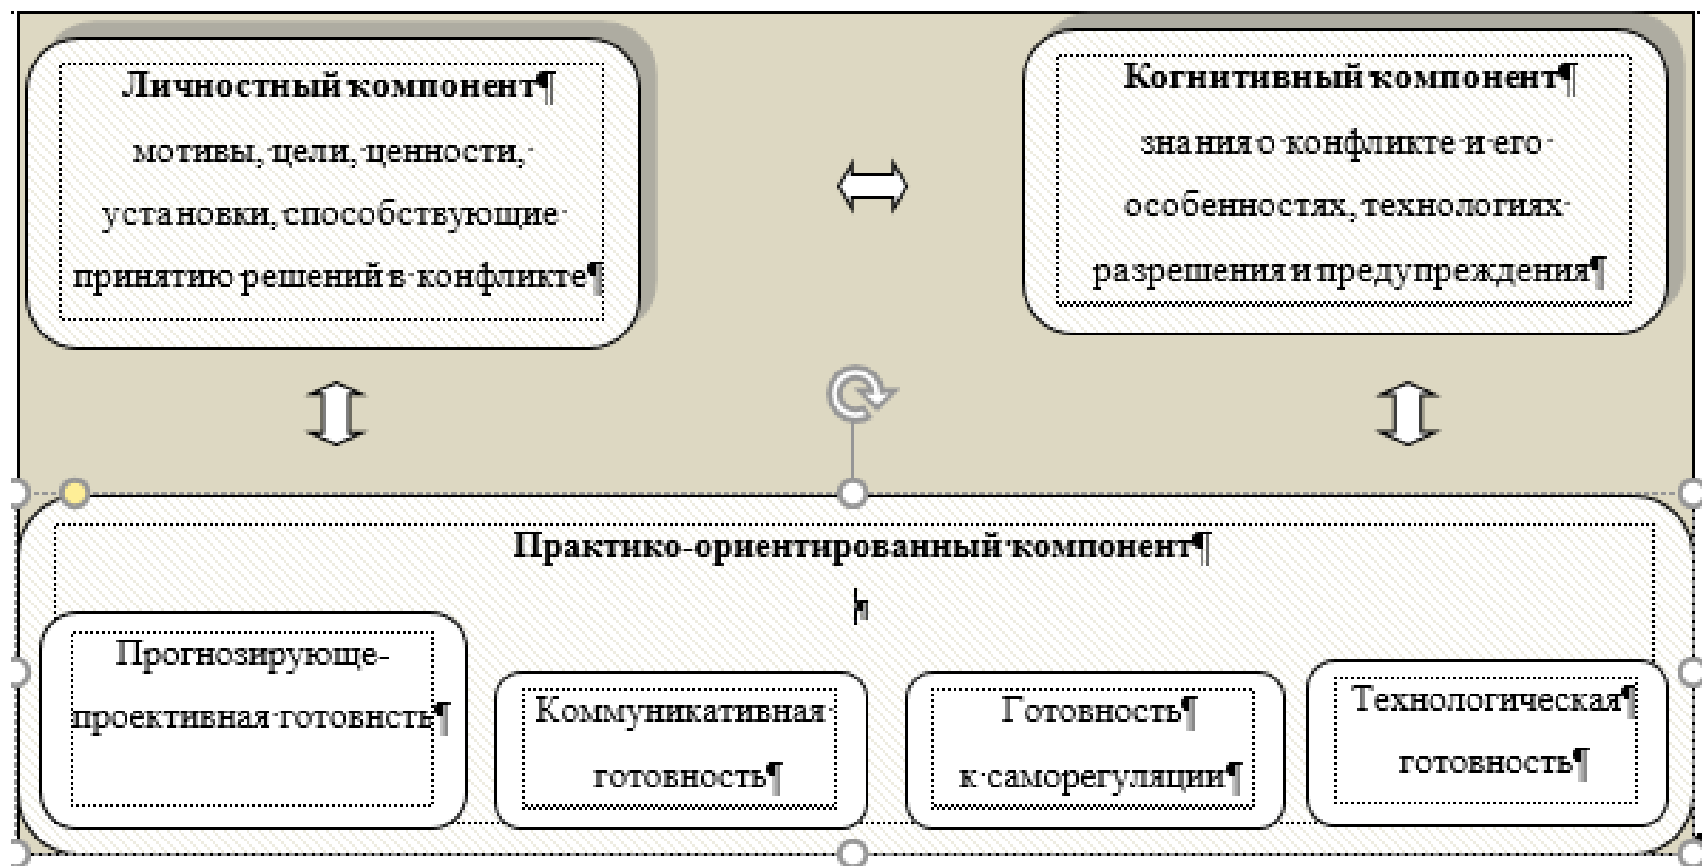 Личностный компонент¶
мотивы, цели, ценности,
установки, способствующие
принятию решений в конфликте¶
Когнитивный компонент¶
знания о конфликте и его
особенностях, технологиях
разрешения и предупреждения¶
Практико-ориентированный компонент¶
¶
Прогнозирующе-
проективная готовнсть¶
Коммуникативная
готовность¶
Готовность¶
к саморегуляции¶
Технологическая¶
готовность¶